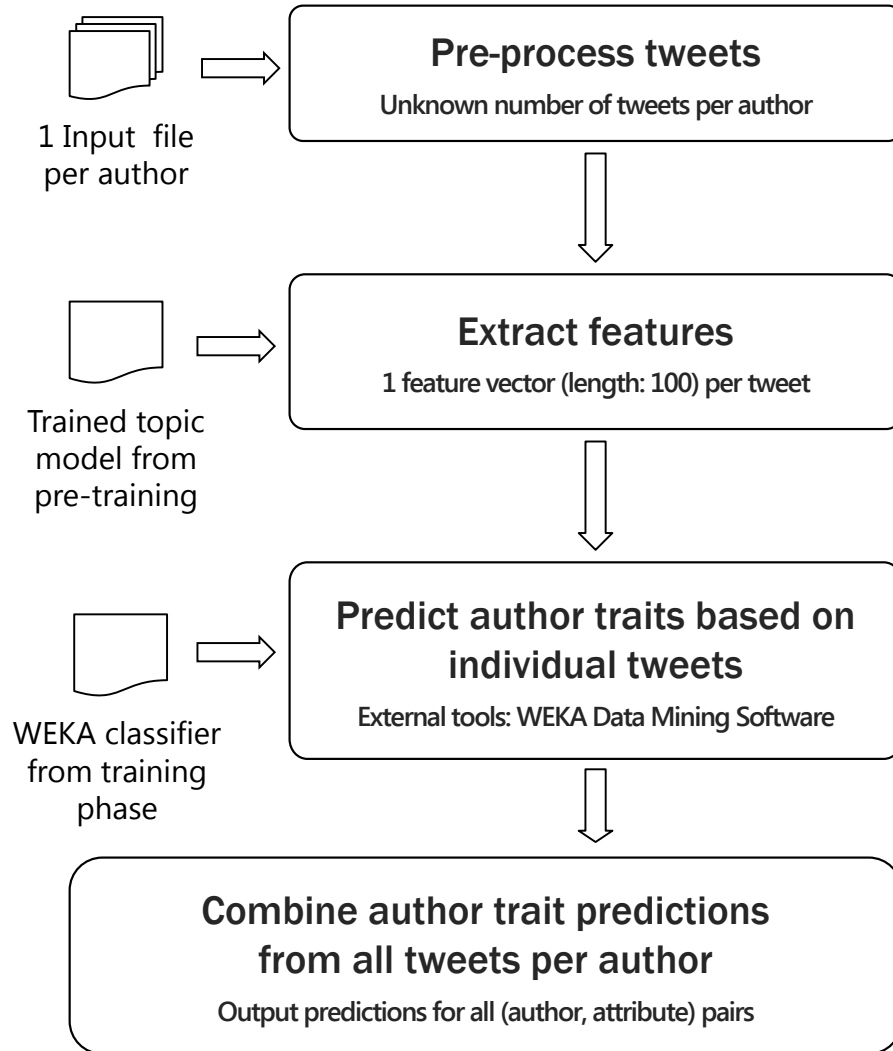 Pre-process tweets
Unknown number of tweets per author
1 Input file
per author
Extract features
1 feature vector (length: 100) per tweet
Trained topic
model from
pre-training
Predict author traits based on
individual tweets
External tools: WEKA Data Mining Software
WEKA classifier
from training
phase
Combine author trait predictions
from all tweets per author
Output predictions for all (author, attribute) pairs